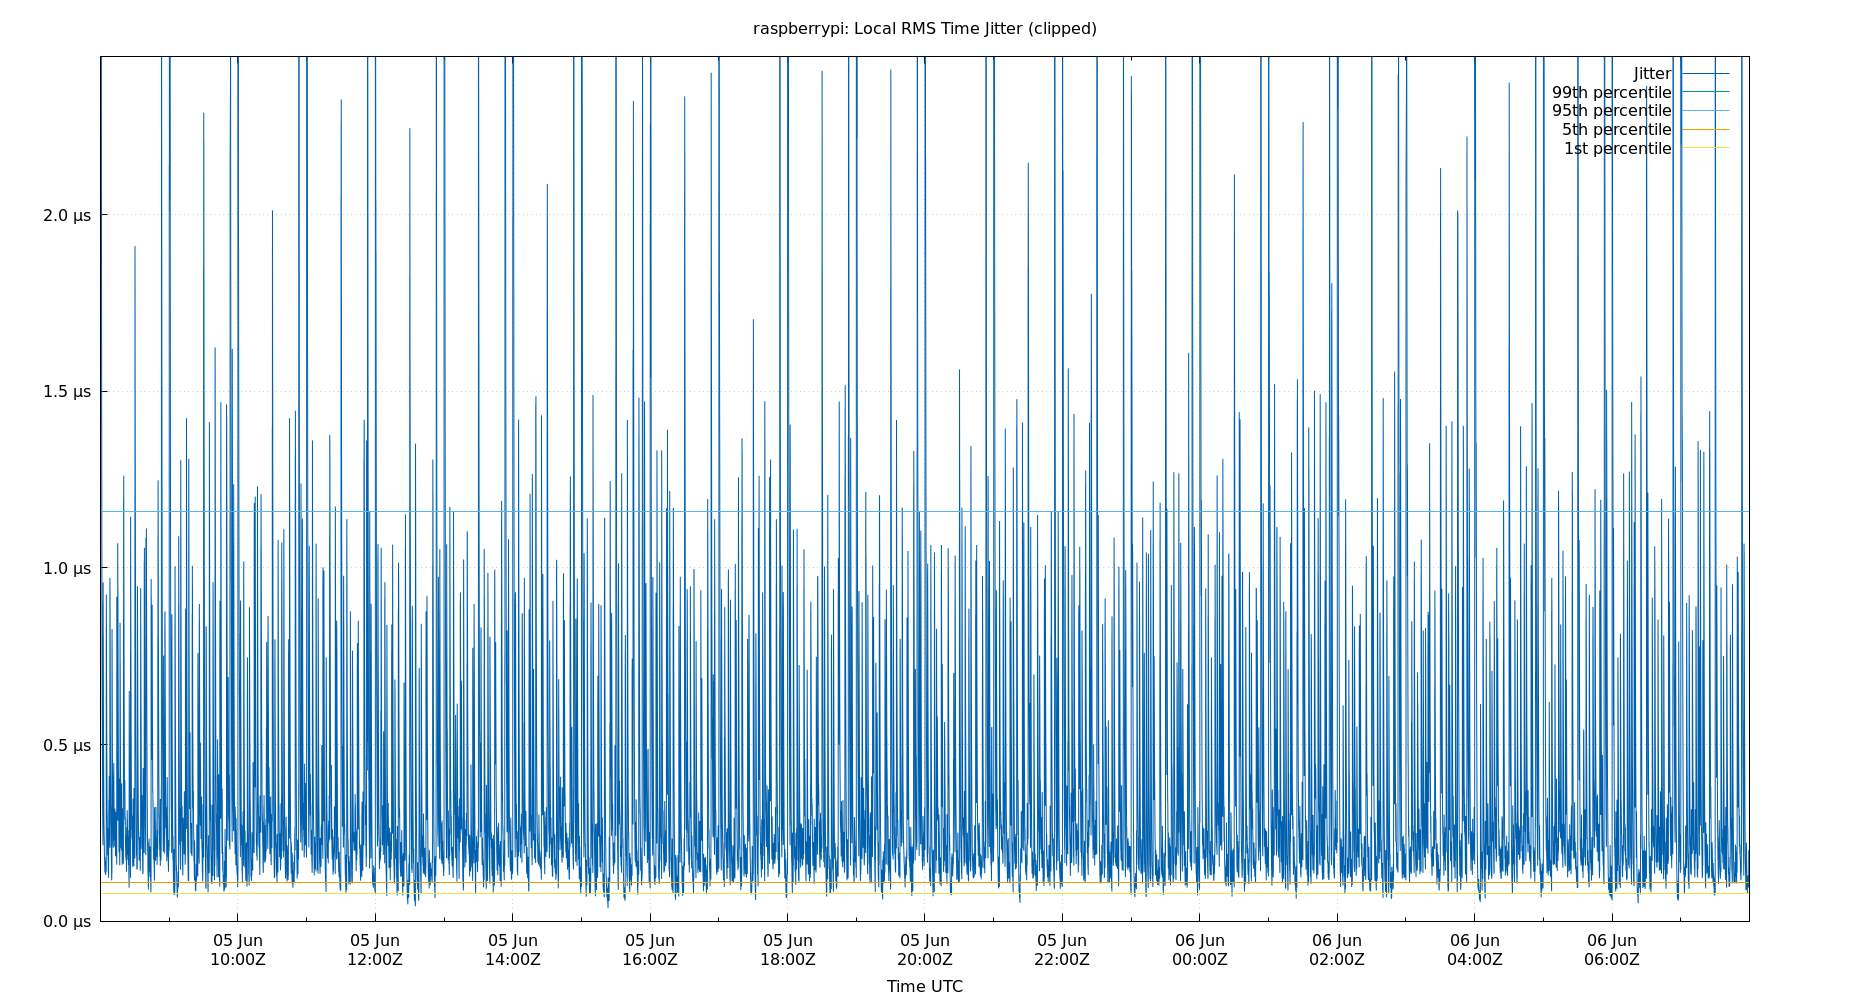 raspberrypi: Local RMS Time Jitter (clipped)
Jitter
99th percentile
95th percentile
5th percentile
1st percentile
2.0 µs
1.5 µs
1.0 µs
0.5 µs
0.0 µs
05 Jun 05 Jun 05 Jun 05 Jun 05 Jun 05 Jun 05 Jun 06 Jun 06 Jun 06 Jun 06 Jun
10:00Z 12:00Z 14:00Z 16:00Z 18:00Z 20:00Z 22:00Z 00:00Z 02:00Z 04:00Z 06:00Z
Time UTC